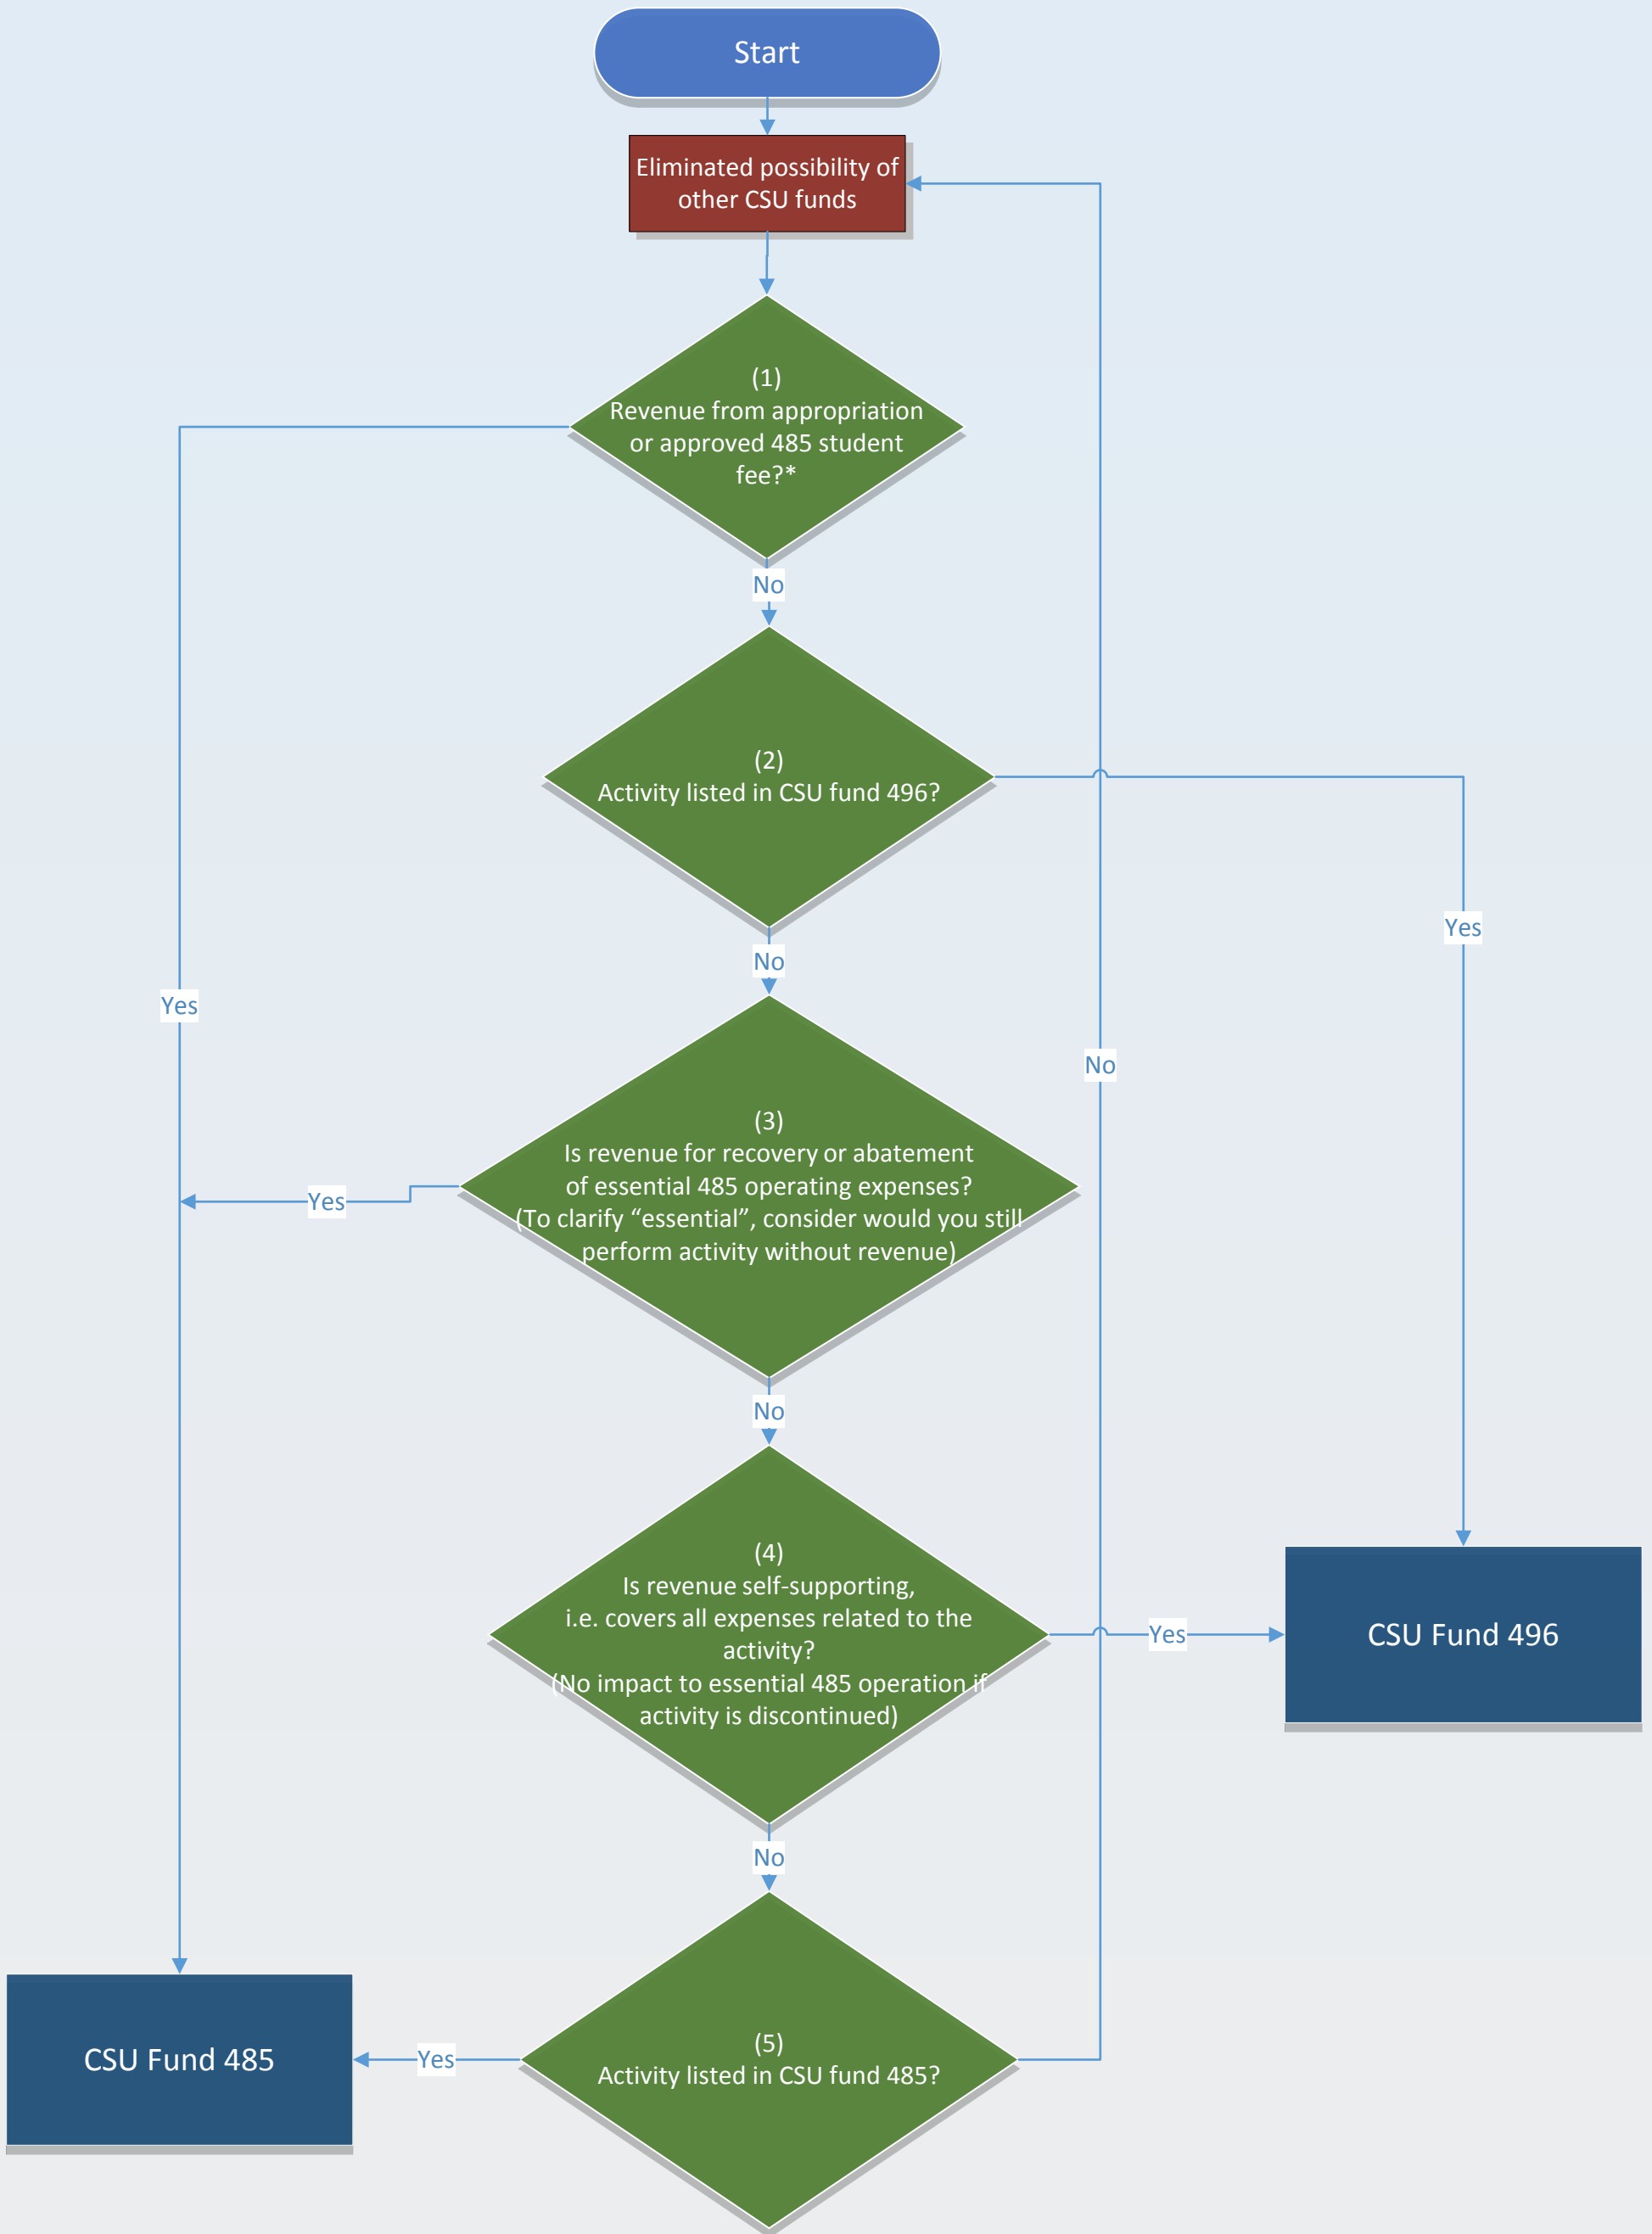 Start
Eliminated possibility of
other CSU funds
(1)
Revenue from appropriation
or approved 485 student
fee?*
No
(2)
Activity listed in CSU fund 496?
Yes
No
Yes
(3)
Is revenue for recovery or abatement
of essential 485 operating expenses?
(To clarify “essential”, consider would you still
perform activity without revenue)
No
Yes
No
(4)
Is revenue self-supporting,
i.e. covers all expenses related to the
activity?
(No impact to essential 485 operation if
activity is discontinued)
Yes
CSU Fund 496
No
(5)
Activity listed in CSU fund 485?
Yes
CSU Fund 485